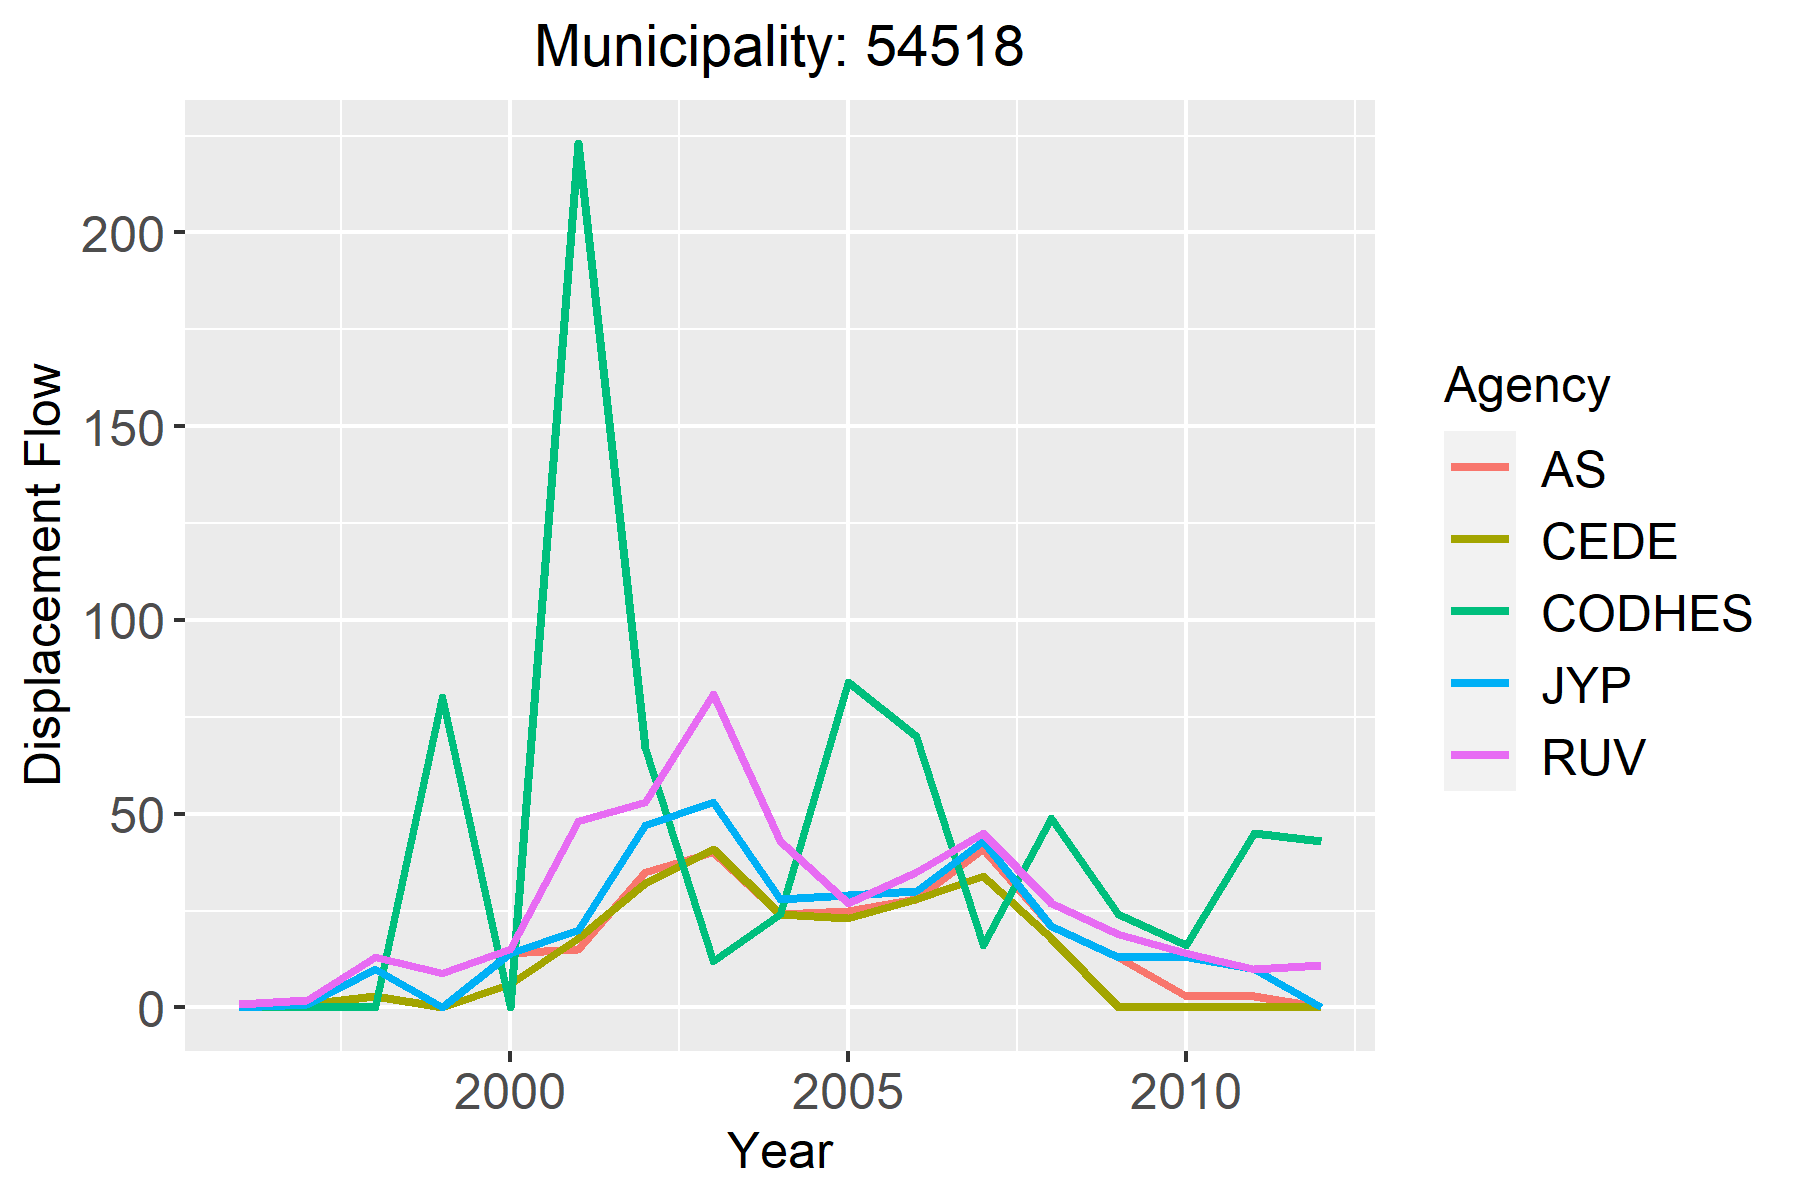 Municipality: 54518
Displacement Flow
200
150
100
50
0
2000 2005 2010
Year
Agency
AS
CEDE
CODHES
JYP
RUV